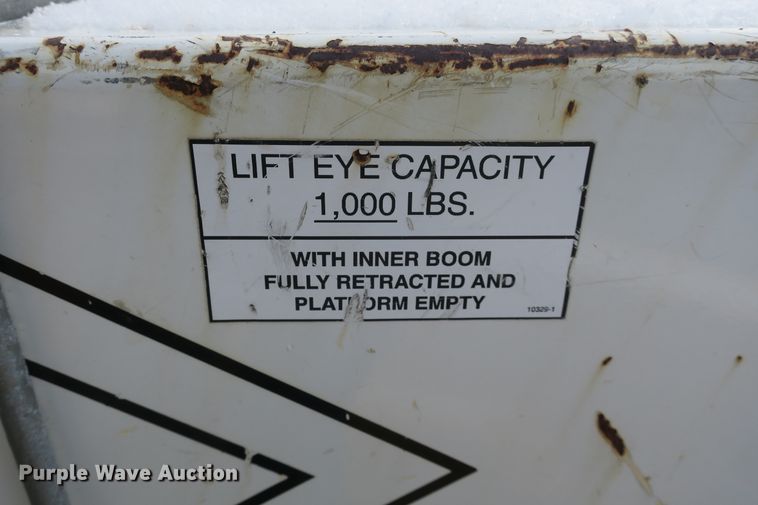 LIFT EYE CAPACITY
1,000 LBS.
WITH INNER BOOM
FULLY RETRACTED AND
PLATFORM EMPTY
10329-1
Purple Wave Auction